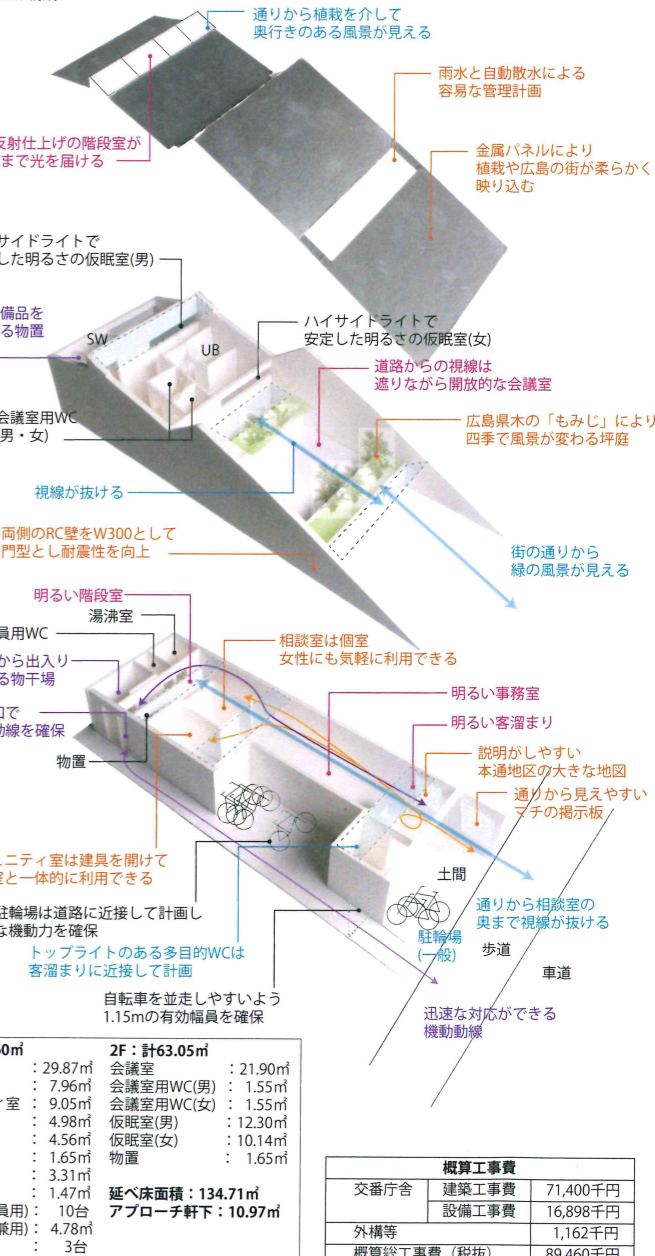 通りから植栽を介して
奥行きのある風景が見える
雨水と自動散水による
容易な管理計画
反射仕上げの階段室が
まで光を届ける
金属パネルにより
植栽や広島の街が柔らかく
映り込む
サイドライトで
した明るさの仮眠室(男)
備品を
る物置
SW
UB
ハイサイドライトで
安定した明るさの仮眠室(女)
道路からの視線は
遮りながら開放的な会議室
会議室用WC
男・女)
広島県木の「もみじ」により
四季で風景が変わる坪庭
視線が抜ける
両側のRC壁をW300として
門型とし耐震性を向上
街の通りから
緑の風景が見える
明るい階段室
湯沸室
員用WC
相談室は個室
女性にも気軽に利用できる
から出入り
る物干場
明るい事務室
口で
動線を確保
明るい客溜まり
物置
説明がしやすい
本通地区の大きな地図
通りから見えやすい
マチの掲示板
ュニティ室は建具を開けて
室と一体的に利用できる
土間
駐輪場は道路に近接して計画し
な機動力を確保
駐輪場
(一般)
通りから相談室の
奥まで視線が抜ける
トップライトのある多目的WCは
客溜まりに近接して計画
歩道
車道
自転車を並走しやすいよう
1.15mの有効幅員を確保
迅速な対応ができる
機動動線
0㎡
:29.87㎡
: 7.96㎡
ィ室 : 9.05㎡
: 4.98㎡
: 4.56㎡
: 1.65㎡
: 3.31㎡
: 1.47㎡
員用): 10台
兼用): 4.78㎡
: 3台
2F:計63.05㎡
会議室 :21.90㎡
会議室用WC(男) : 1.55㎡
会議室用WC(女) : 1.55㎡
仮眠室(男) :12.30㎡
仮眠室(女) :10.14㎡
物置 : 1.65㎡
延べ床面積:134.71㎡
アプローチ軒下:10.97㎡
概算工事費
交番庁舎 建築工事費 71,400千円
設備工事費 16,898千円
外構等 1,162千円
概算総工事費(税抜) 89,460千円